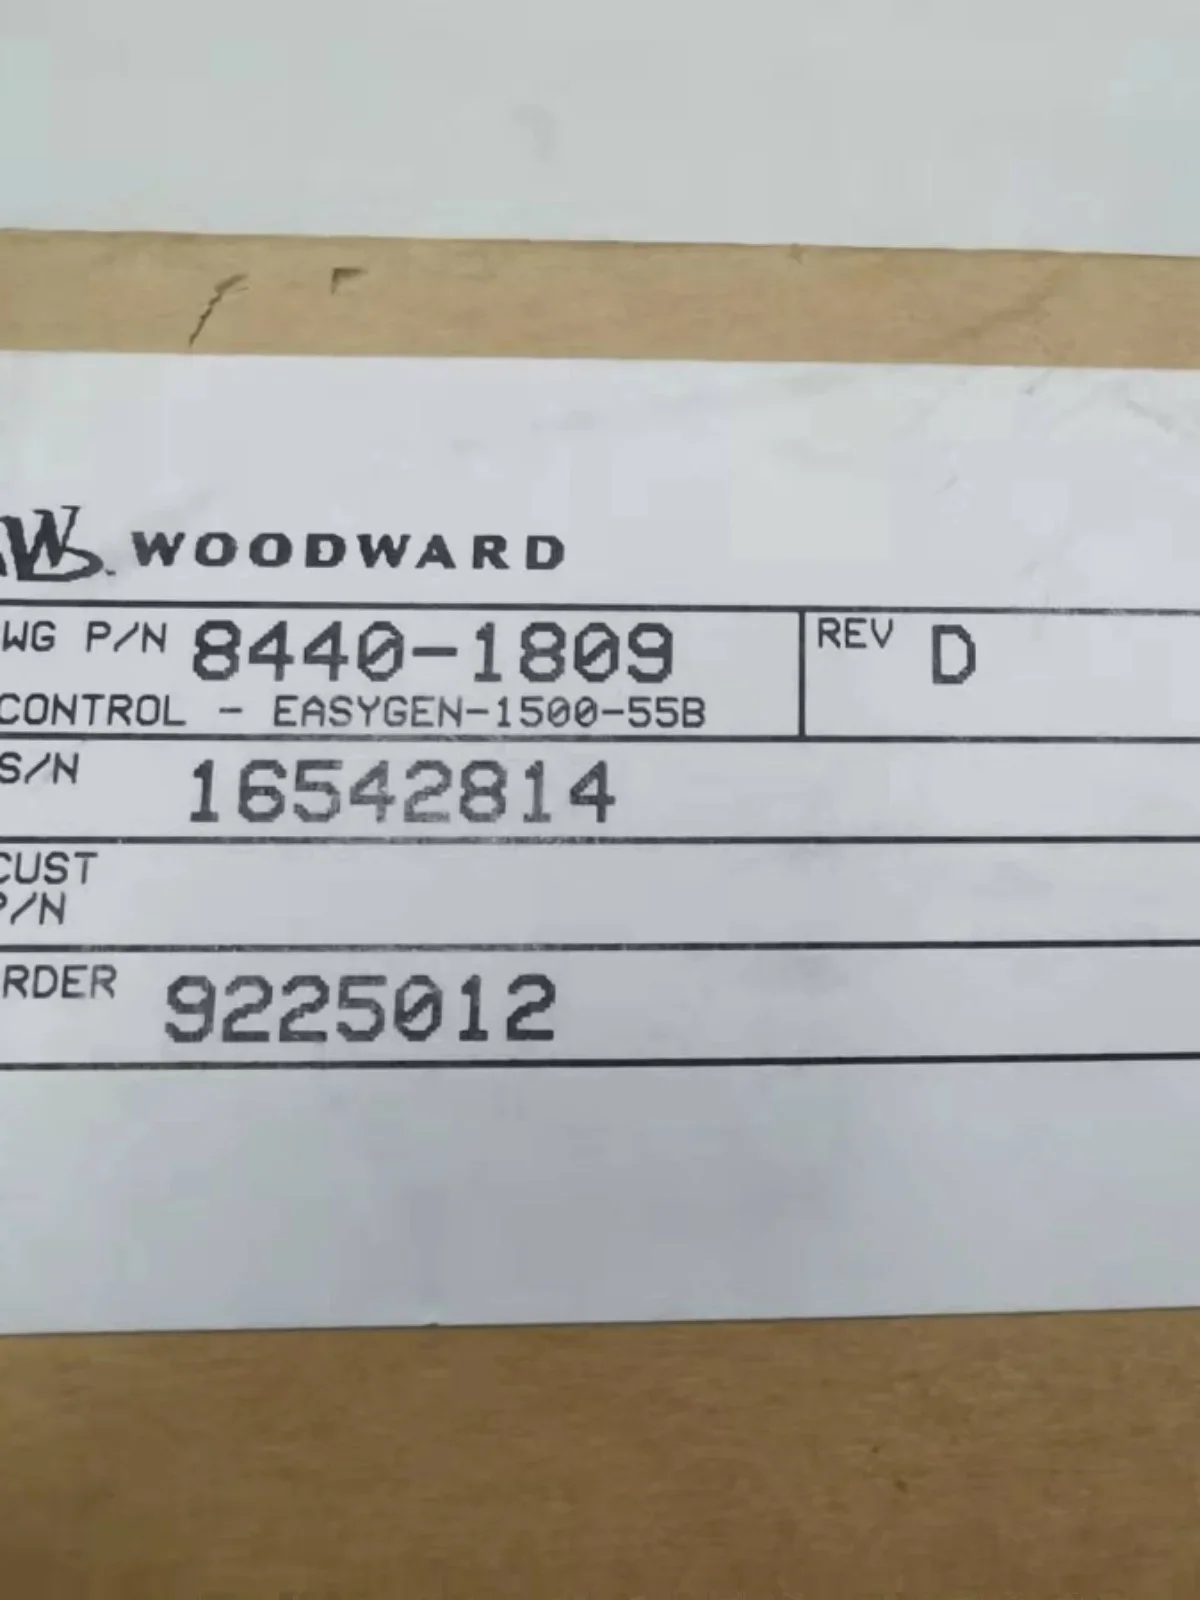 W. WOODWARD
WG P/N 8440-1809 REV D
CONTROL - EASYGEN-1500-55B
S/N 16542814
CUST
P/N
RDER 9225012